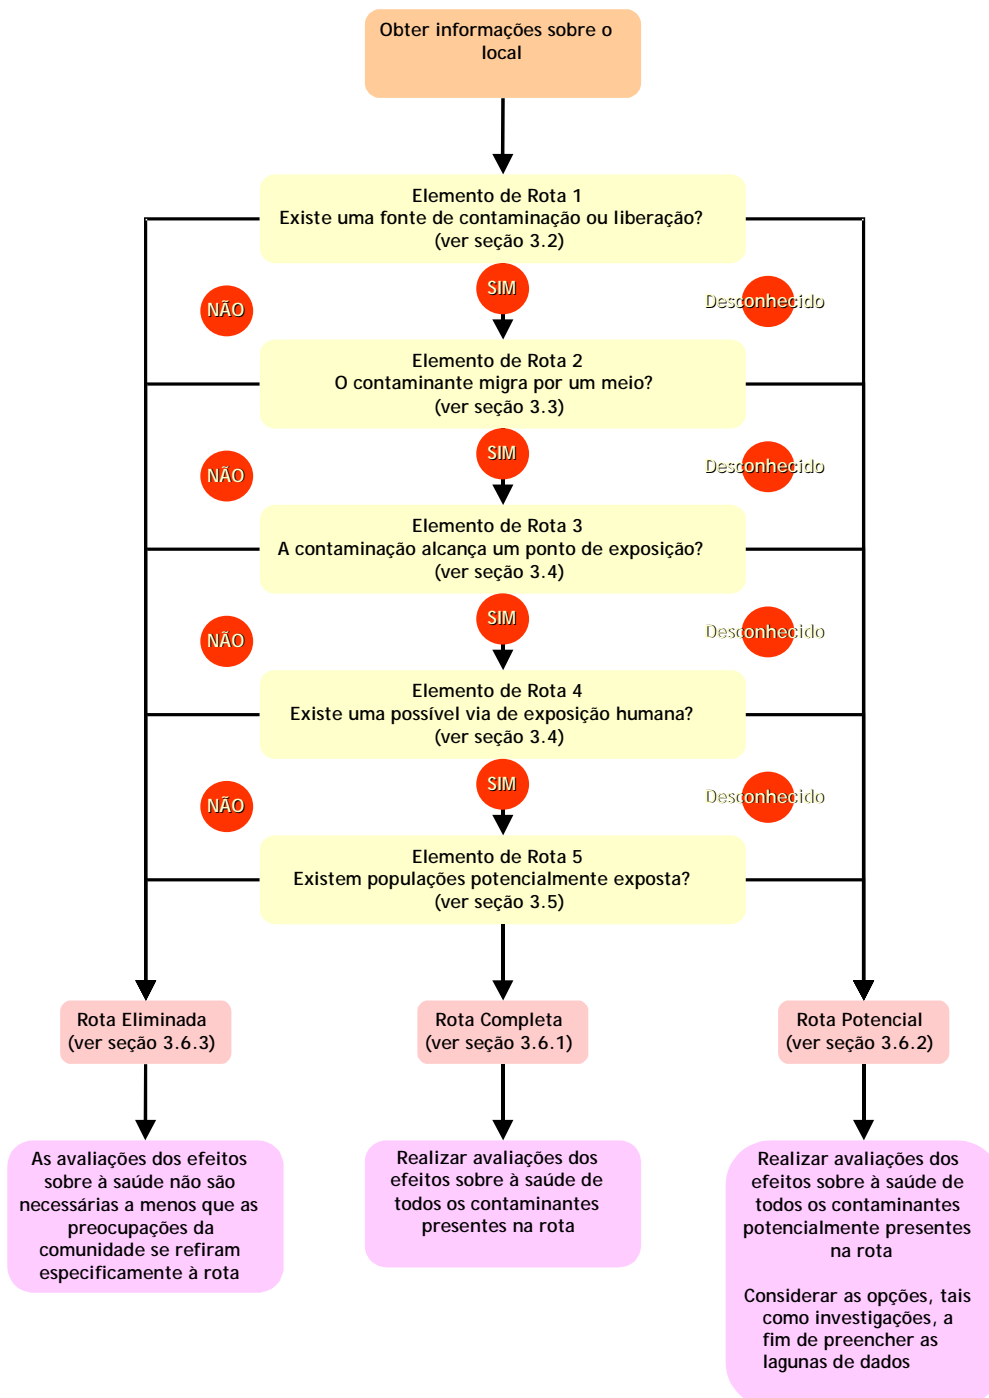 Obter informações sobre o
local
Elemento de Rota 1
Existe uma fonte de contaminação ou liberação?
(ver seção 3.2)
NÃO
SIM
Desconhecido
Elemento de Rota 2
O contaminante migra por um meio?
(ver seção 3.3)
NÃO
SIM
Desconhecido
Elemento de Rota 3
A contaminação alcança um ponto de exposição?
(ver seção 3.4)
NÃO
SIM
Desconhecido
Elemento de Rota 4
Existe uma possível via de exposição humana?
(ver seção 3.4)
NÃO
SIM
Desconhecido
Elemento de Rota 5
Existem populações potencialmente exposta?
(ver seção 3.5)
Rota Eliminada
(ver seção 3.6.3)
Rota Completa
(ver seção 3.6.1)
Rota Potencial
(ver seção 3.6.2)
As avaliações dos efeitos
sobre à saúde não são
necessárias a menos que as
preocupações da
comunidade se refiram
especificamente à rota
Realizar avaliações dos
efeitos sobre à saúde de
todos os contaminantes
presentes na rota
Realizar avaliações dos
efeitos sobre à saúde de
todos os contaminantes
potencialmente presentes
na rota
Considerar as opções, tais
como investigações, a
fim de preencher as
lagunas de dados